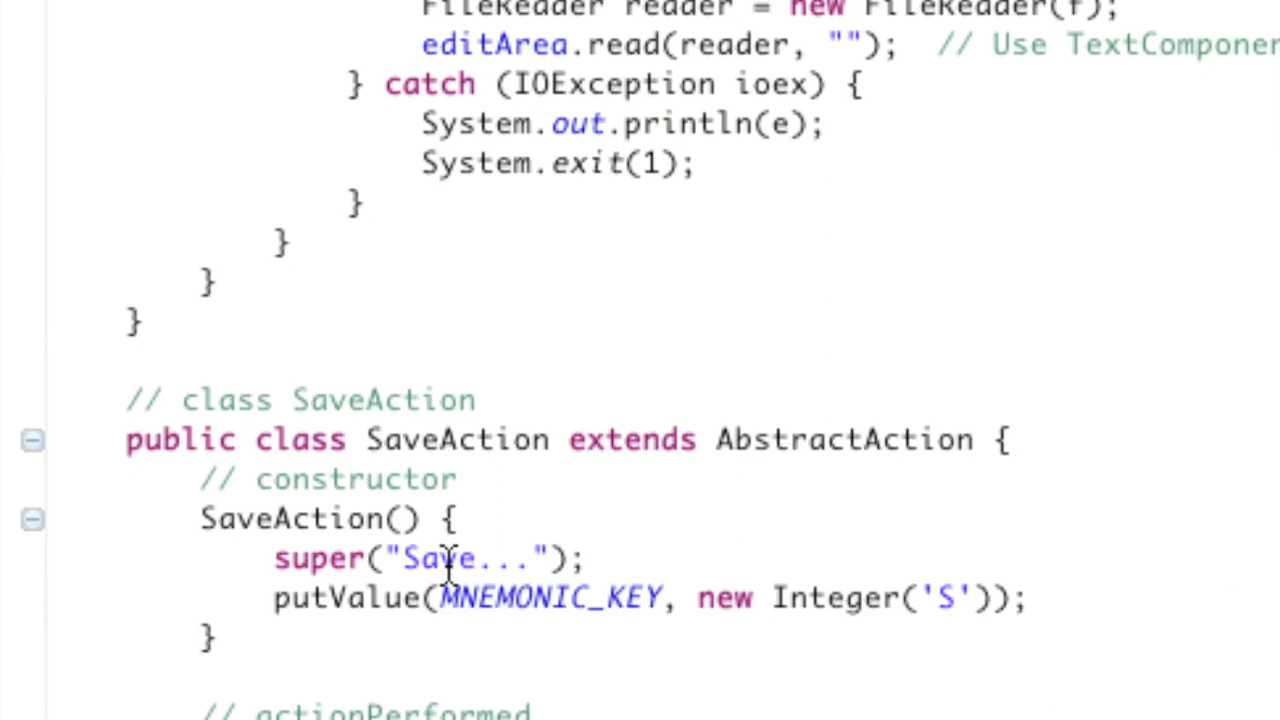 FileReader reader = new FileReader(f);
editArea.read(reader, ""); // Use
} catch (IOException ioex) {
System.out.println(e);
System.exit(1);
}
}
}
}
// class SaveAction
public class SaveAction extends AbstractAction {
// constructor
SaveAction() {
super("Save...");
putValue(MNEMONIC_KEY, new Integer('S'));
}
// actionPerformed